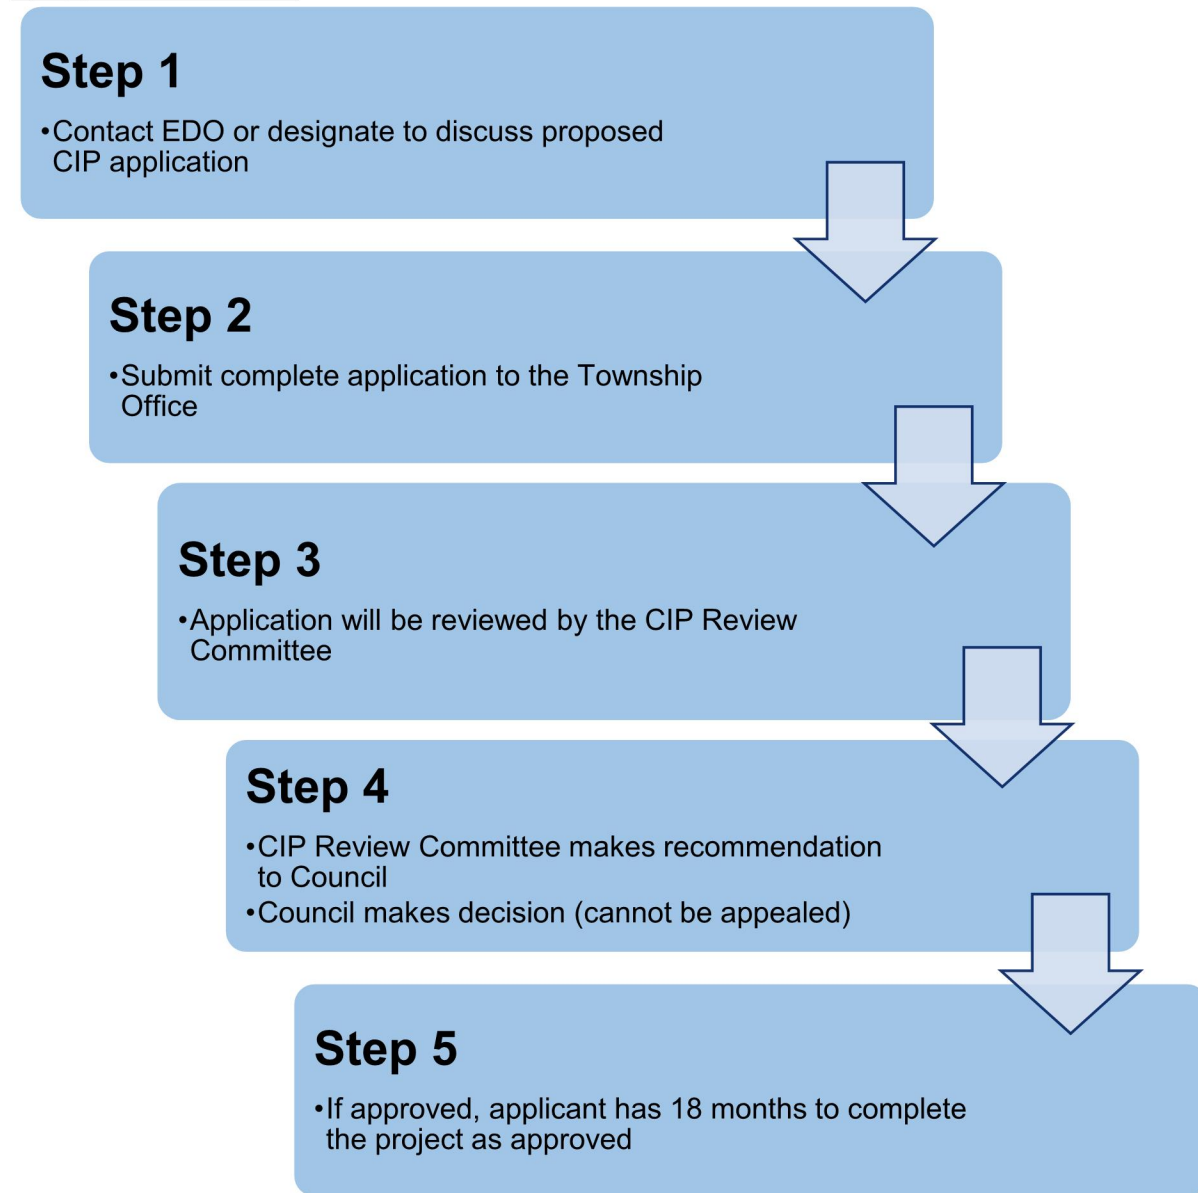 Step 1
•Contact EDO or designate to discuss proposed
CIP application
Step 2
•Submit complete application to the Township
Office
Step 3
•Application will be reviewed by the CIP Review
Committee
Step 4
•CIP Review Committee makes recommendation
to Council
•Council makes decision (cannot be appealed)
Step 5
•If approved, applicant has 18 months to complete
the project as approved